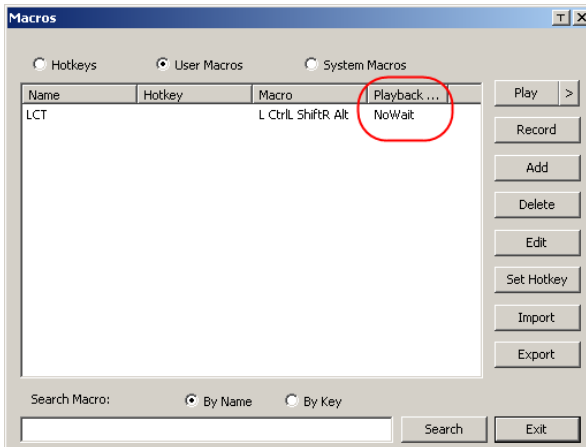 Macros
Hotkeys User Macros System Macros
Name Hotkey Macro Playback ... Play >
LCT L CtrlL ShiftR Alt NoWait
Record
Add
Delete
Edit
Set Hotkey
Import
Export
Search Macro: By Name By Key
Search Exit